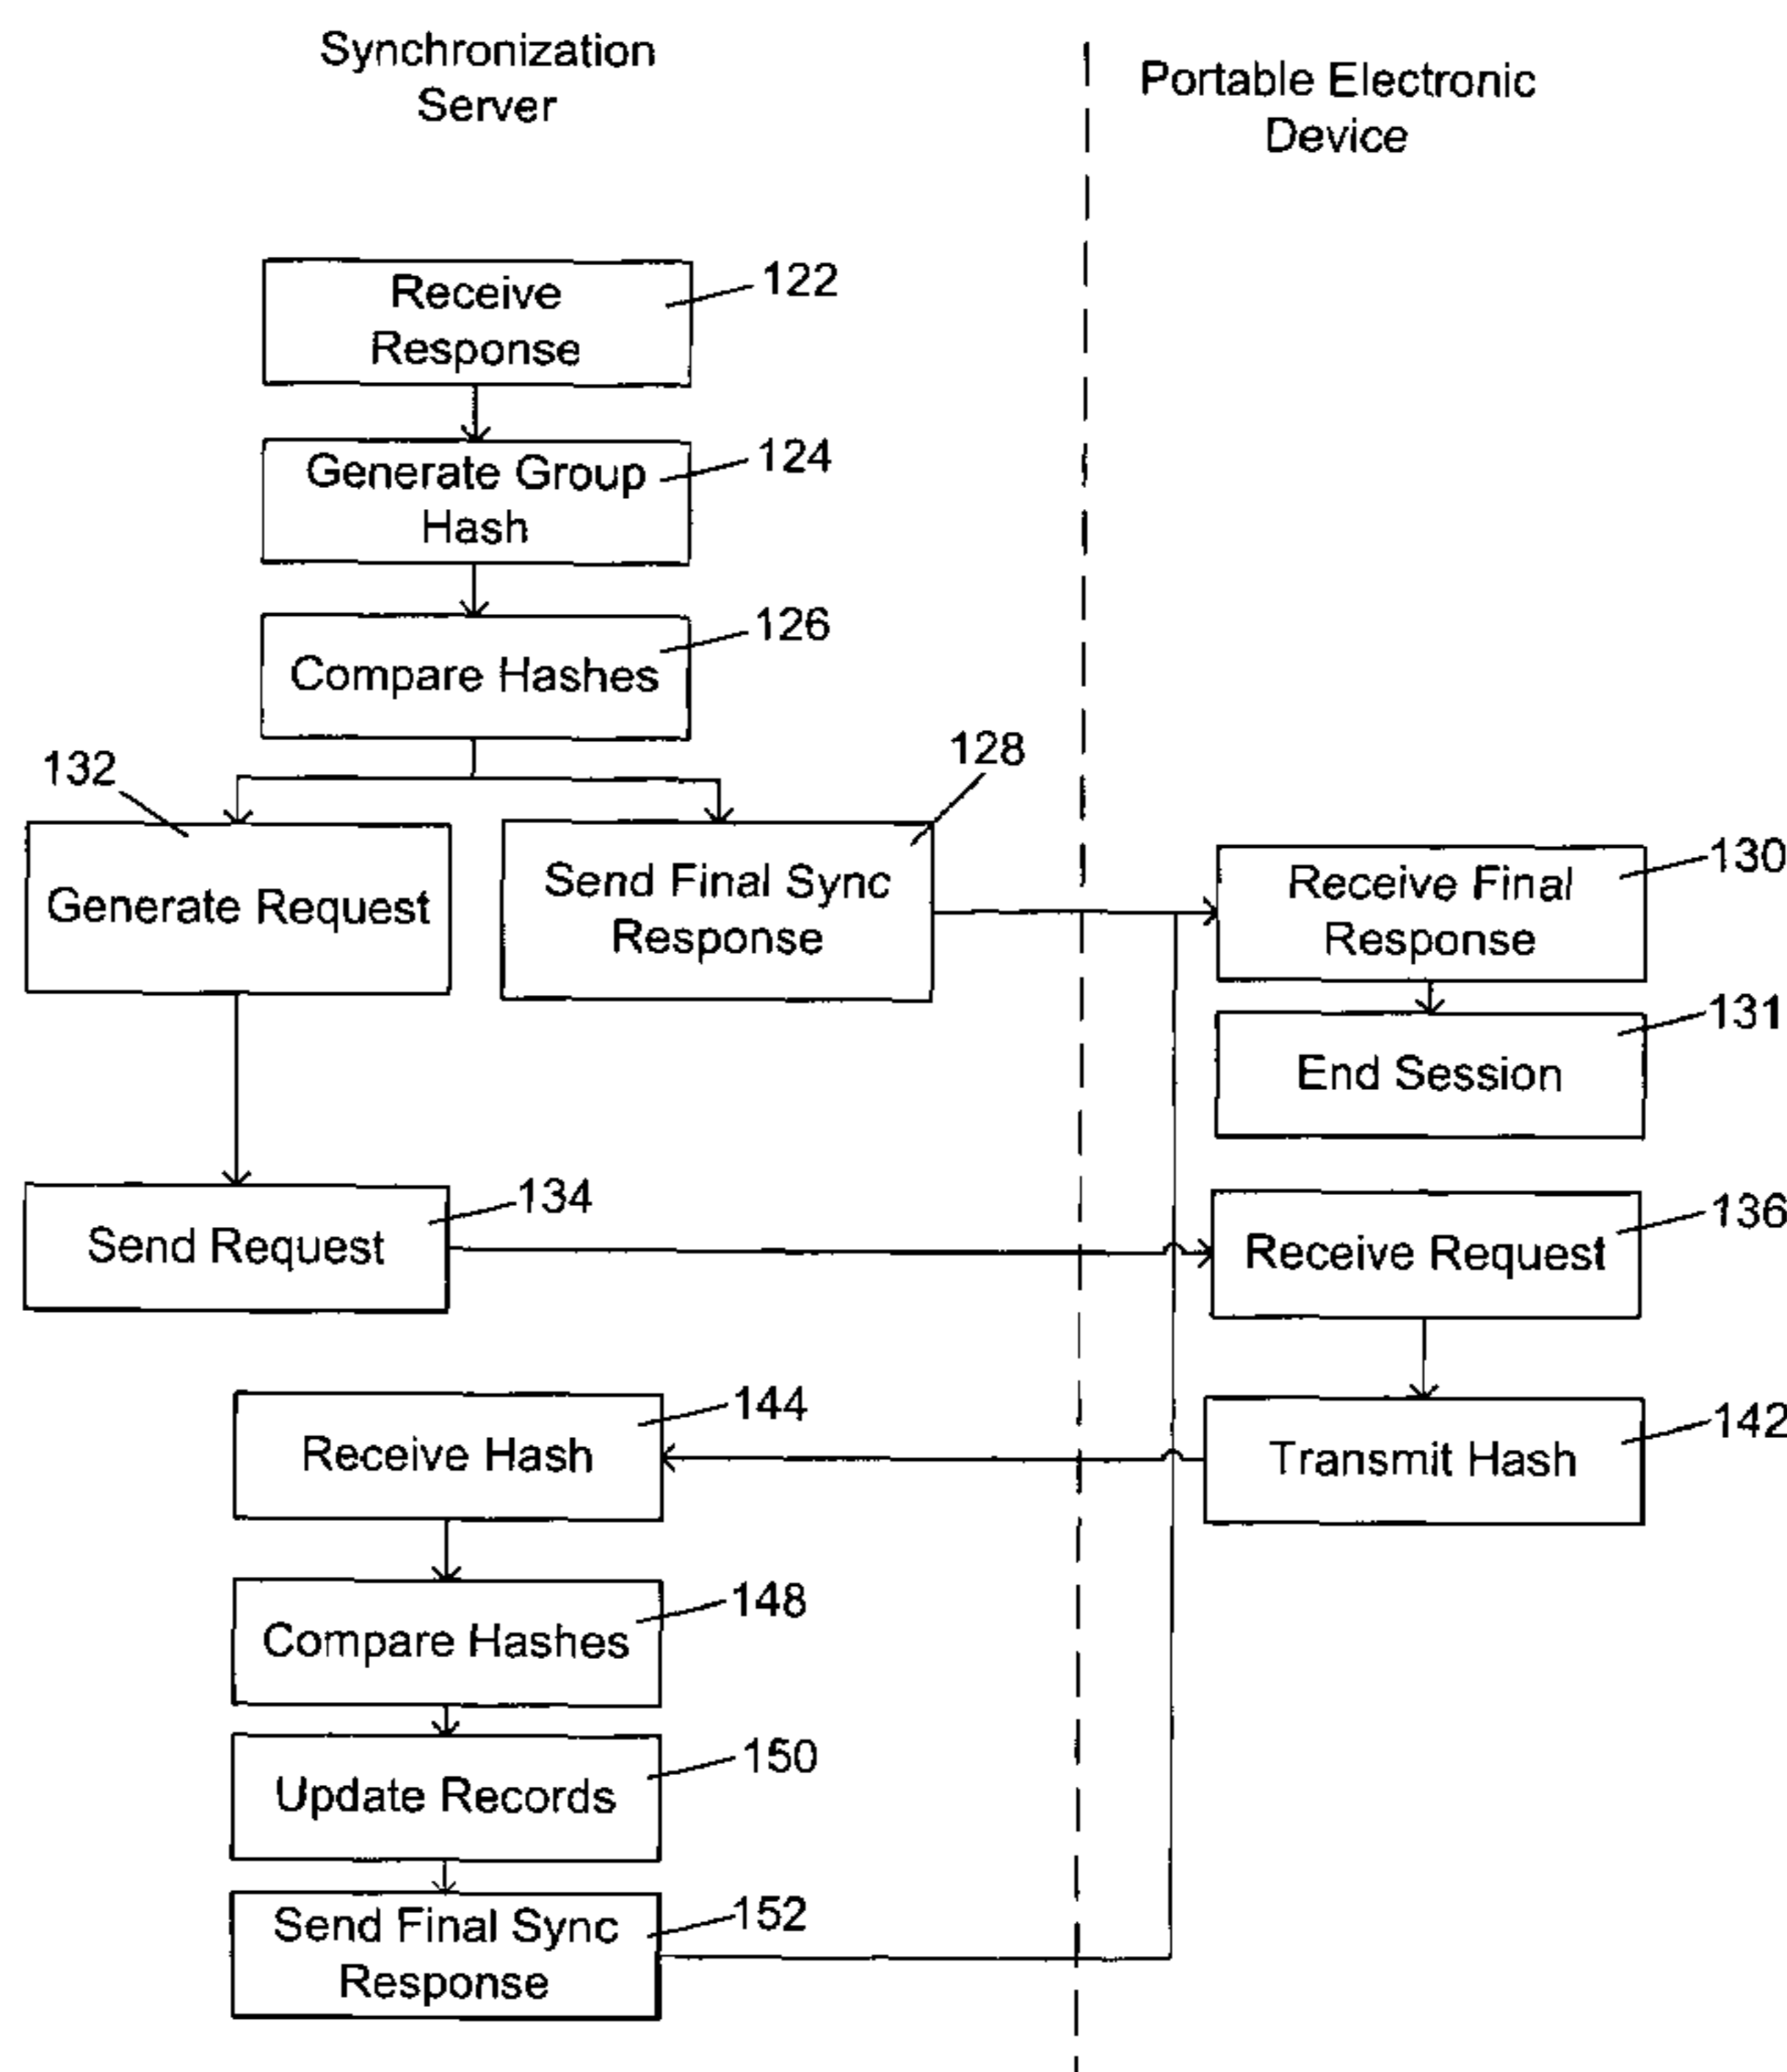 Synchronization
Server
Portable Electronic
Device
Receive
Response
122
Generate Group
Hash
124
Compare Hashes
126
132
Generate Request
128
Send Final Sync
Response
130
Receive Final
Response
131
End Session
134
Send Request
136
Receive Request
144
Receive Hash
142
Transmit Hash
148
Compare Hashes
150
Update Records
152
Send Final Sync
Response